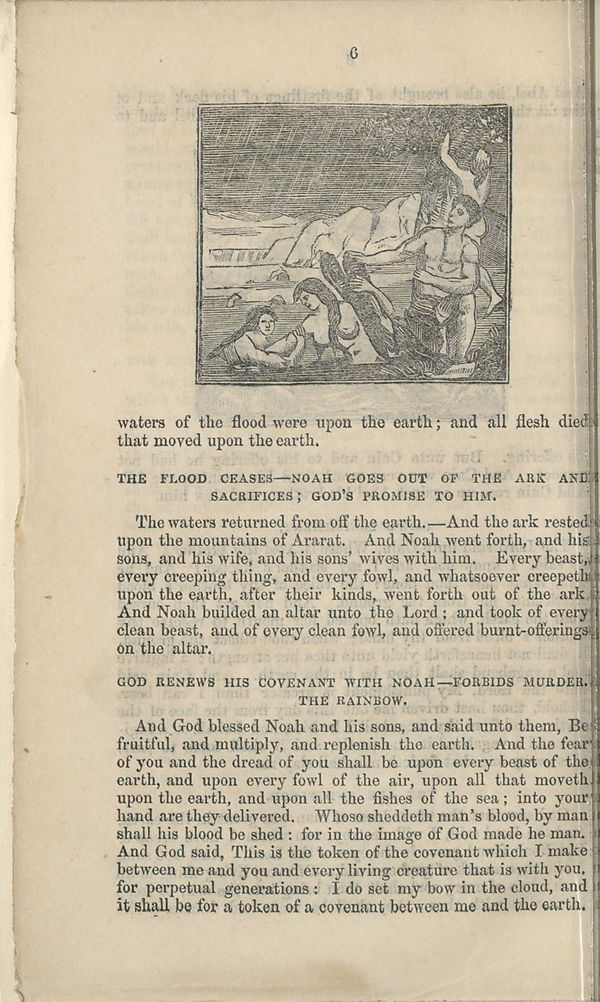 6
waters of the flood were upon the earth; and all flesh died
that moved upon the earth.
THE FLOOD CEASES—NOAH GOES OUT OF THE ARK AND
SACRIFICES; GOD'S PROMISE TO HIM.
The waters returned from off the earth.—And the ark rested
upon the mountains of Ararat. And Noah went forth, and his
sons, and his wife, and his sons' wives with him. Every beast,
every creeping thing, and every fowl, and whatsoever creepeth
upon the earth, after their kinds, went forth out of the ark
And Noah builded an altar unto the Lord; and took of every
clean beast, and of every clean fowl, and offered burnt-offerings
on the altar.
GOD RENEWS HIS COVENANT WITH NOAH—FORBIDS MURDER.
THE RAINBOW.
And God blessed Noah and his sons, and said unto them, Be
fruitful, and multiply, and replenish the earth. And the fear
of you and the dread of you shall be upon every beast of the
earth, and upon every fowl of the air, upon all that moveth
upon the earth, and upon all the fishes of the sea; into your
hand are they delivered. Whoso sheddeth man's blood, by man
shall his blood be shed: for in the image of God made he man.
And God said, This is the token of the covenant which I make
between me and you and every living creature that is with you,
for perpetual generations: I do set my bow in the cloud, and
it shall be for a token of a covenant between me and the earth.